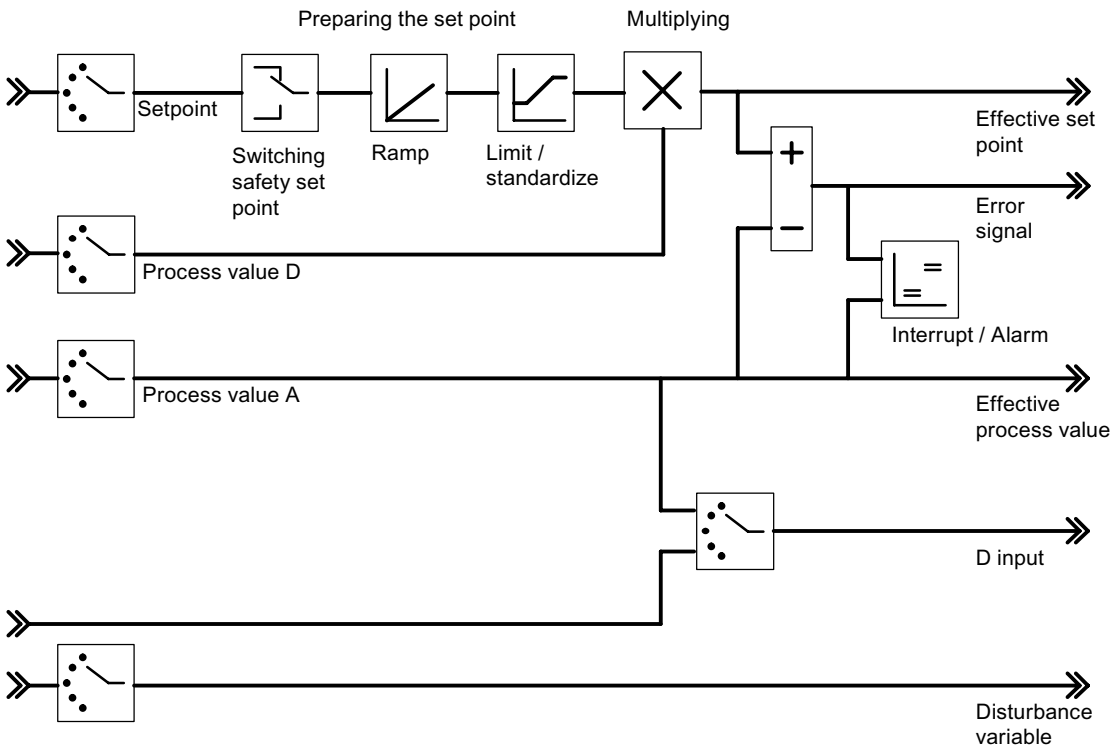 Preparing the set point
Multiplying
Setpoint
Switching
safety set
point
Ramp
Limit /
standardize
Effective set
point
Error
signal
Process value D
Interrupt / Alarm
Process value A
Effective
process value
D input
Disturbance
variable